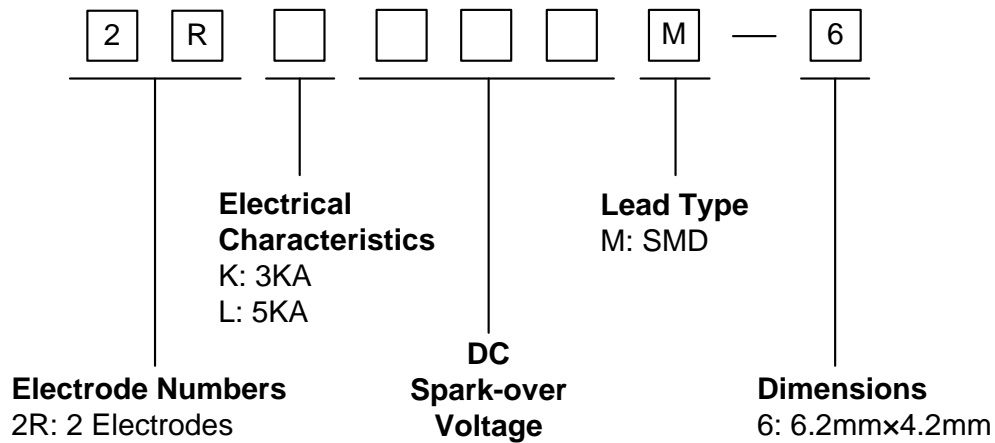 2 R M — 6
Electrical
Characteristics
K: 3KA
L: 5KA
Lead Type
M: SMD
DC
Spark-over
Voltage
Electrode Numbers
2R: 2 Electrodes
Dimensions
6: 6.2mm×4.2mm